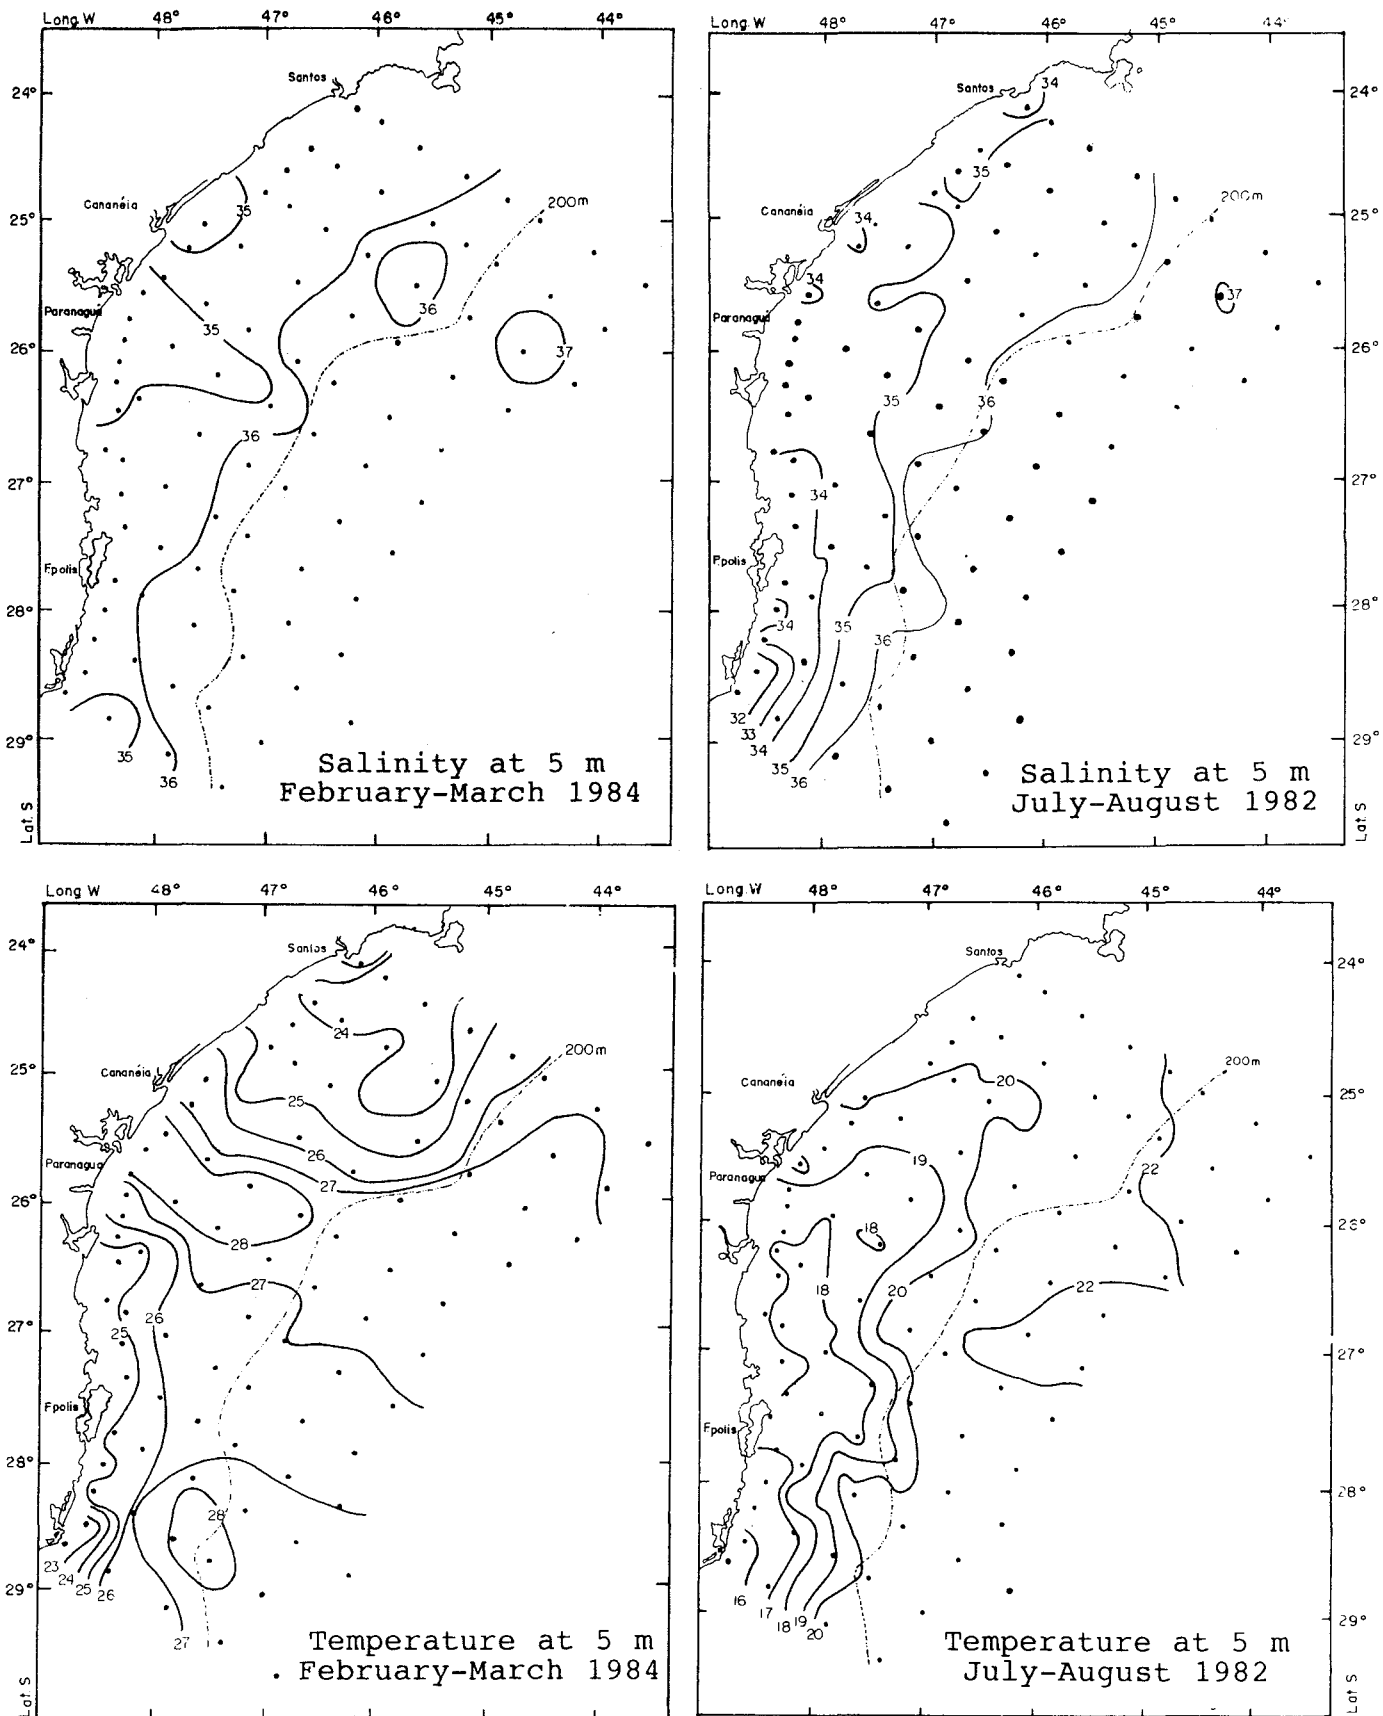 Long. W 48° 47° 46° 45° 44°
Santos
24°
Cananéia
35
25°
200m
36
Paranaguá
35
37
26°
36
27°
F.polis
28°
29°
35
36
Lat. S
Salinity at 5 m
February-March 1984
Long. W 48° 47° 46° 45° 44°
34
Santos
24°
35
200m
Cananéia
34
25°
34
37
Paranaguá
26°
35
36
34
27°
F.polis
28°
34
35
36
32
33
34
29°
35
36
Lat. S
Salinity at 5 m
July-August 1982
Long W 48° 47° 46° 45° 44°
24°
Santos
24
200m
25°
Cananéia
25
26
Paranaguá
27
26°
28
27
26
27°
25
F.polis
28°
28
23
24
25
26
29°
27
Lat S
Temperature at 5 m
February-March 1984
Long. W 48° 47° 46° 45° 44°
Santos
24°
200m
Cananéia
20
25°
19
22
Paranaguá
18
26°
18
20
22
27°
F.polis
28°
16
17
18
19
20
29°
Lat S
Temperature at 5 m
July-August 1982